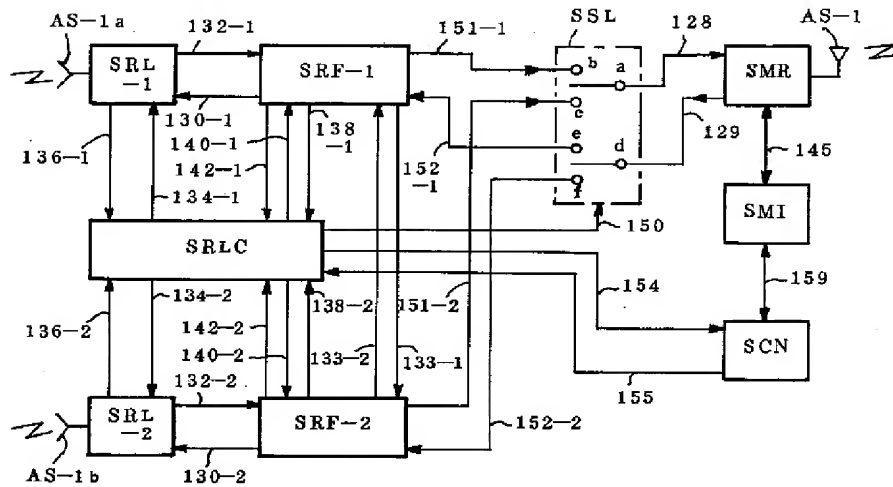 AS-1a
132-1
151-1
SSL
128
AS-1
SRL
-1
SRF-1
b
a
SMR
130-1
140-1
138
-1
c
129
136-1
142-1
152
-1
e
d
145
134-1
f
SMI
SRLC
150
136-2
134-2
138-2
151-2
154
159
142-2
140-2
133-2
133-1
132-2
SCN
155
SRL
-2
SRF-2
152-2
AS-1b
130-2